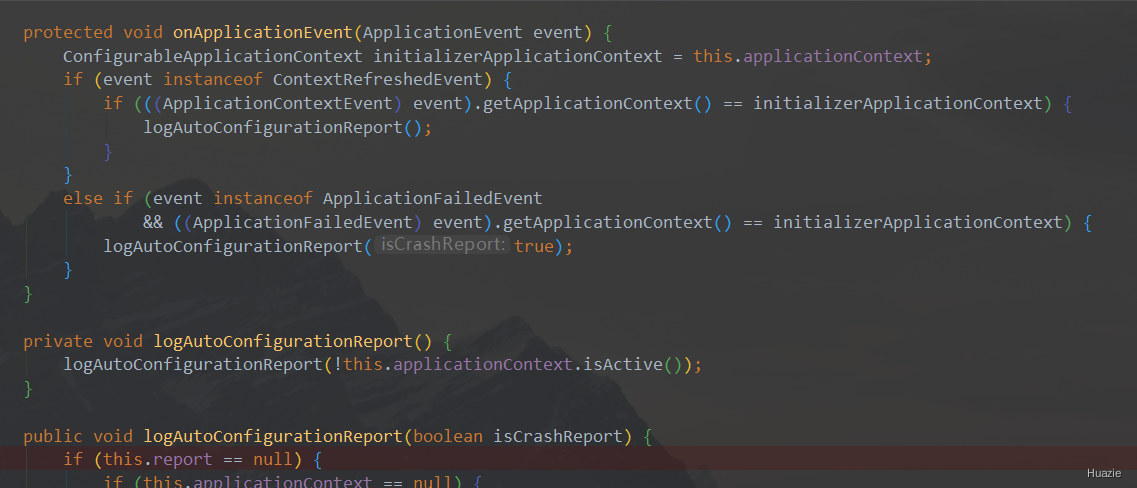 protected void onApplicationEvent(ApplicationEvent event) {
    ConfigurableApplicationContext initializerApplicationContext = this.applicationContext;
    if (event instanceof ContextRefreshedEvent) {
        if (((ApplicationContextEvent) event).getApplicationContext() == initializerApplicationContext) {
            logAutoConfigurationReport();
        }
    }
    else if (event instanceof ApplicationFailedEvent
            && ((ApplicationFailedEvent) event).getApplicationContext() == initializerApplicationContext) {
        logAutoConfigurationReport( isCrashReport: true);
    }
}
private void logAutoConfigurationReport() {
    logAutoConfigurationReport(!this.applicationContext.isActive());
}
public void logAutoConfigurationReport(boolean isCrashReport) {
    if (this.report == null) {
        if (this.applicationContext == null) {
Huazie